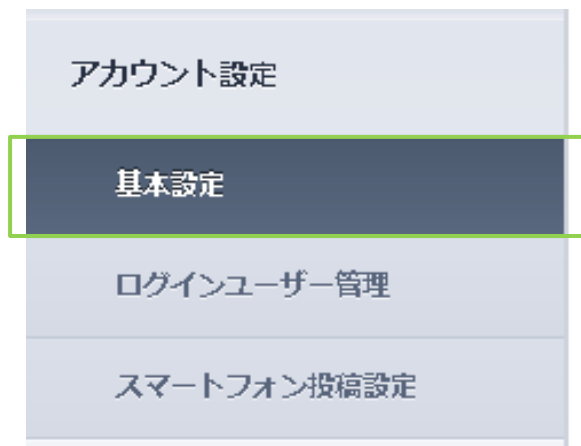 アカウント設定
基本設定
ログインユーザー管理
スマートフォン投稿設定